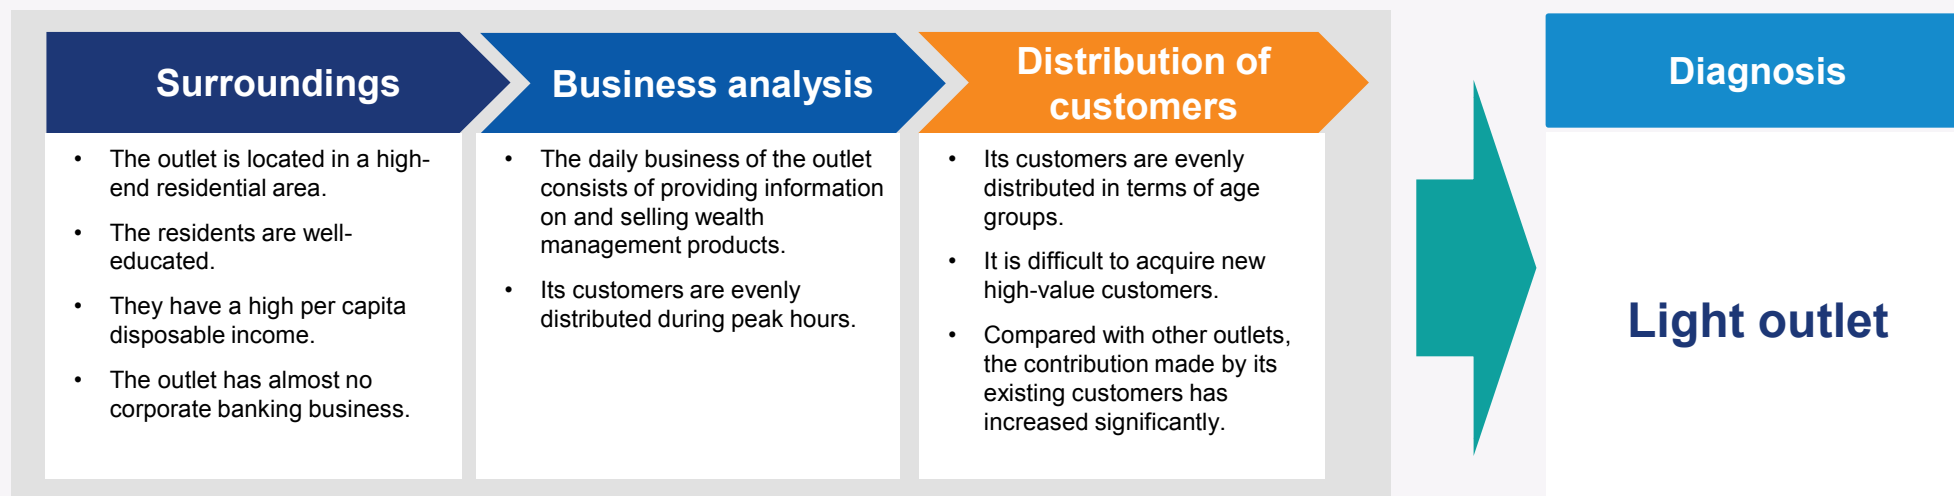 Surroundings
• The outlet is located in a high-
end residential area.
• The residents are well-
educated.
• They have a high per capita
disposable income.
• The outlet has almost no
corporate banking business.
Business analysis
• The daily business of the outlet
consists of providing information
on and selling wealth
management products.
• Its customers are evenly
distributed during peak hours.
Distribution of
customers
• Its customers are evenly
distributed in terms of age
groups.
• It is difficult to acquire new
high-value customers.
• Compared with other outlets,
the contribution made by its
existing customers has
increased significantly.
Diagnosis
Light outlet